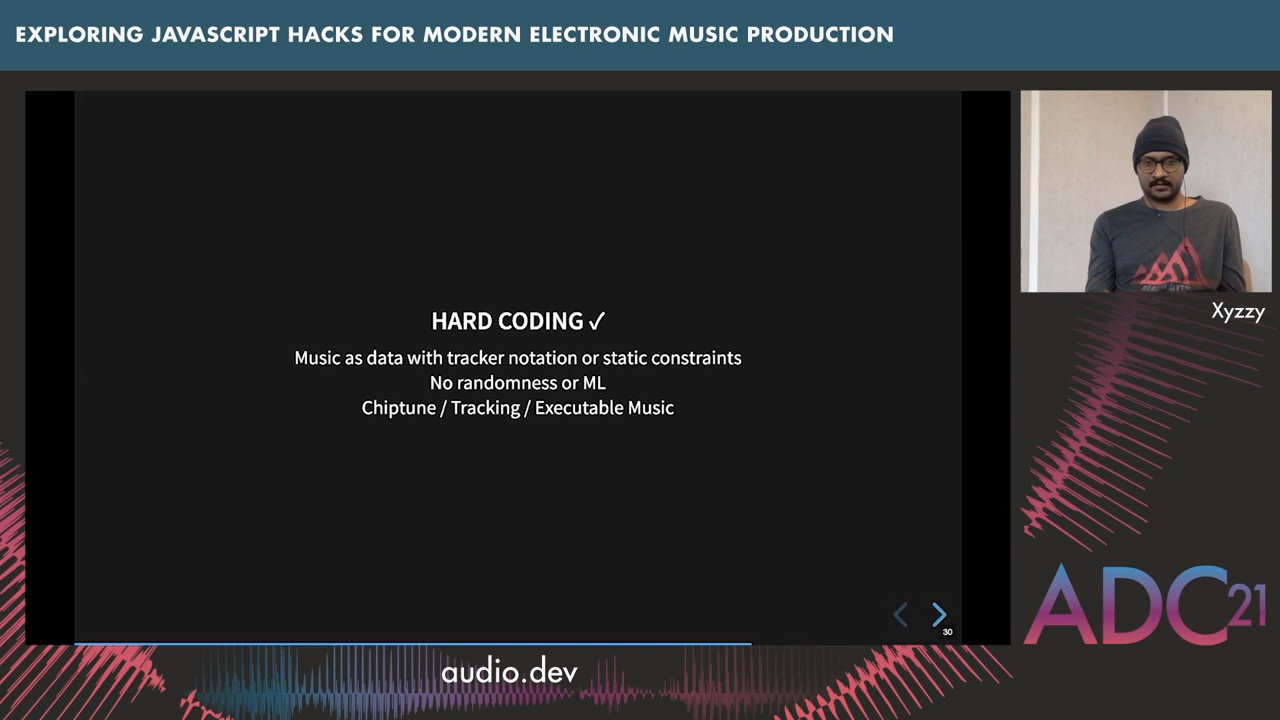 EXPLORING JAVASCRIPT HACKS FOR MODERN ELECTRONIC MUSIC PRODUCTION
HARD CODING ✓
Music as data with tracker notation or static constraints
No randomness or ML
Chiptune / Tracking / Executable Music
30
Xyzzy
ADC21
audio.dev